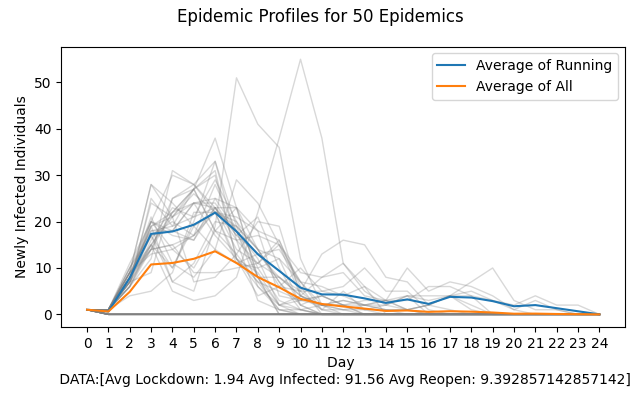 Epidemic Profiles for 50 Epidemics
Average of Running
Average of All
Newly Infected Individuals
50
40
30
20
10
0
0 1 2 3 4 5 6 7 8 9 10 11 12 13 14 15 16 17 18 19 20 21 22 23 24
Day
DATA:[Avg Lockdown: 1.94 Avg Infected: 91.56 Avg Reopen: 9.392857142857142]